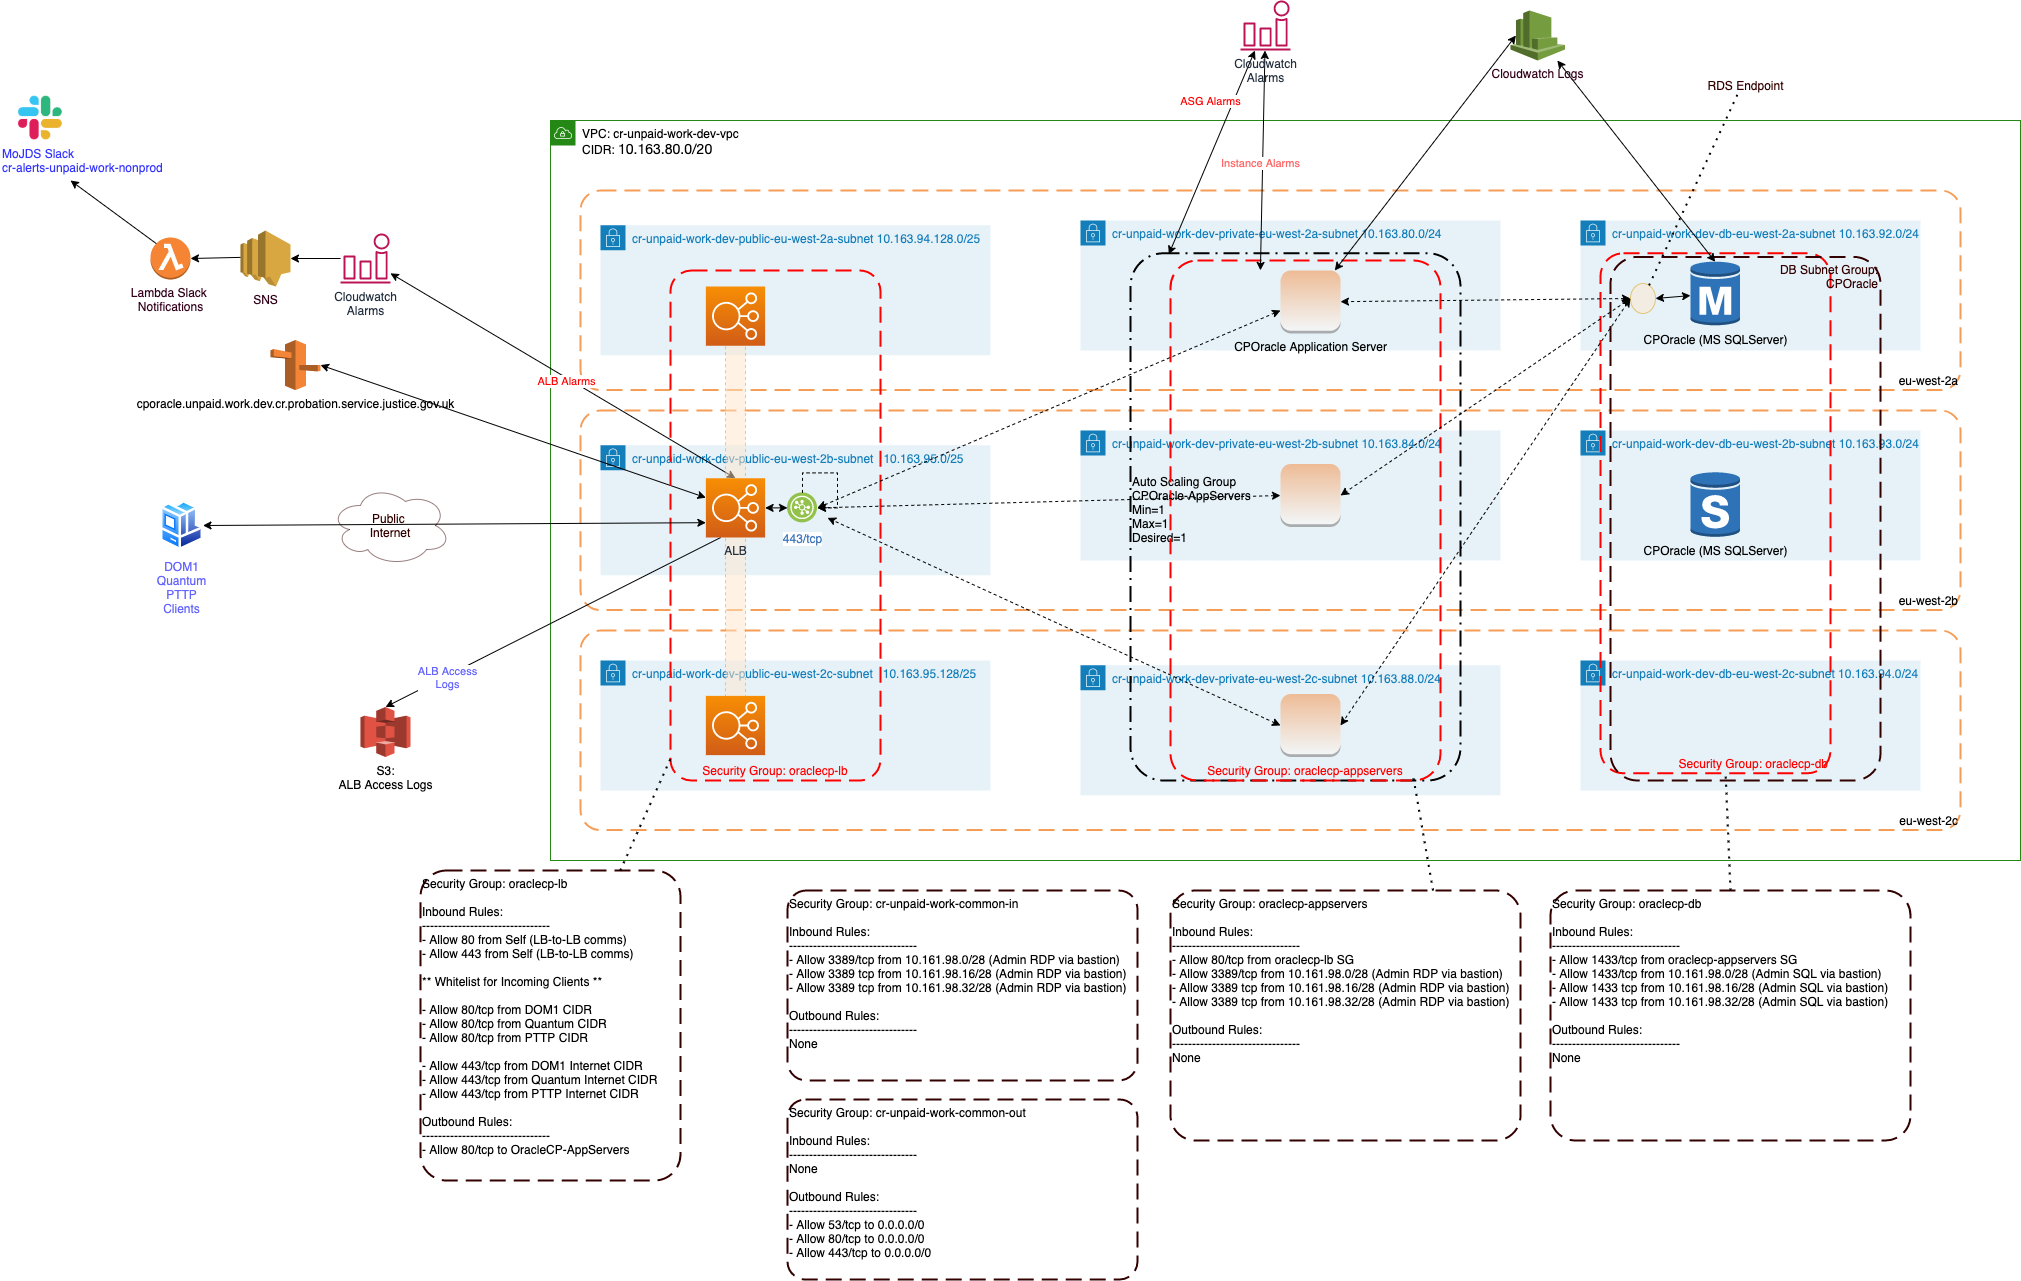 Cloudwatch
Alarms
Cloudwatch Logs
RDS Endpoint
ASG Alarms
Instance Alarms
MoJDS Slack
cr-alerts-unpaid-work-nonprod
Lambda Slack
Notifications
SNS
Cloudwatch
Alarms
ALB Alarms
cporacle.unpaid.work.dev.cr.probation.service.justice.gov.uk
Public
Internet
DOM1
Quantum
PTTP
Clients
ALB Access
Logs
S3:
ALB Access Logs
VPC: cr-unpaid-work-dev-vpc
CIDR: 10.163.80.0/20
cr-unpaid-work-dev-public-eu-west-2a-subnet 10.163.94.128.0/25
cr-unpaid-work-dev-private-eu-west-2a-subnet 10.163.80.0/24
cr-unpaid-work-dev-db-eu-west-2a-subnet 10.163.92.0/24
DB Subnet Group:
CPOracle
M
CPOracle Application Server
CPOracle (MS SQLServer)
eu-west-2a
cr-unpaid-work-dev-public-eu-west-2b-subnet 10.163.95.0/25
cr-unpaid-work-dev-private-eu-west-2b-subnet 10.163.84.0/24
cr-unpaid-work-dev-db-eu-west-2b-subnet 10.163.93.0/24
Auto Scaling Group
CPOracle-AppServers
Min=1
Max=1
Desired=1
S
ALB
443/tcp
CPOracle (MS SQLServer)
eu-west-2b
cr-unpaid-work-dev-public-eu-west-2c-subnet 10.163.95.128/25
cr-unpaid-work-dev-private-eu-west-2c-subnet 10.163.88.0/24
cr-unpaid-work-dev-db-eu-west-2c-subnet 10.163.94.0/24
Security Group: oraclecp-lb
Security Group: oraclecp-appservers
Security Group: oraclecp-db
eu-west-2c
Security Group: oraclecp-lb
Inbound Rules:
--------------------------------
- Allow 80 from Self (LB-to-LB comms)
- Allow 443 from Self (LB-to-LB comms)
** Whitelist for Incoming Clients **
- Allow 80/tcp from DOM1 CIDR
- Allow 80/tcp from Quantum CIDR
- Allow 80/tcp from PTTP CIDR
- Allow 443/tcp from DOM1 Internet CIDR
- Allow 443/tcp from Quantum Internet CIDR
- Allow 443/tcp from PTTP Internet CIDR
Outbound Rules:
--------------------------------
- Allow 80/tcp to OracleCP-AppServers
Security Group: cr-unpaid-work-common-in
Inbound Rules:
--------------------------------
- Allow 3389/tcp from 10.161.98.0/28 (Admin RDP via bastion)
- Allow 3389 tcp from 10.161.98.16/28 (Admin RDP via bastion)
- Allow 3389 tcp from 10.161.98.32/28 (Admin RDP via bastion)
Outbound Rules:
--------------------------------
None
Security Group: cr-unpaid-work-common-out
Inbound Rules:
--------------------------------
None
Outbound Rules:
--------------------------------
- Allow 53/tcp to 0.0.0.0/0
- Allow 80/tcp to 0.0.0.0/0
- Allow 443/tcp to 0.0.0.0/0
Security Group: oraclecp-appservers
Inbound Rules:
--------------------------------
- Allow 80/tcp from oraclecp-lb SG
- Allow 3389/tcp from 10.161.98.0/28 (Admin RDP via bastion)
- Allow 3389 tcp from 10.161.98.16/28 (Admin RDP via bastion)
- Allow 3389 tcp from 10.161.98.32/28 (Admin RDP via bastion)
Outbound Rules:
--------------------------------
None
Security Group: oraclecp-db
Inbound Rules:
--------------------------------
- Allow 1433/tcp from oraclecp-appservers SG
- Allow 1433/tcp from 10.161.98.0/28 (Admin SQL via bastion)
- Allow 1433 tcp from 10.161.98.16/28 (Admin SQL via bastion)
- Allow 1433 tcp from 10.161.98.32/28 (Admin SQL via bastion)
Outbound Rules:
--------------------------------
None